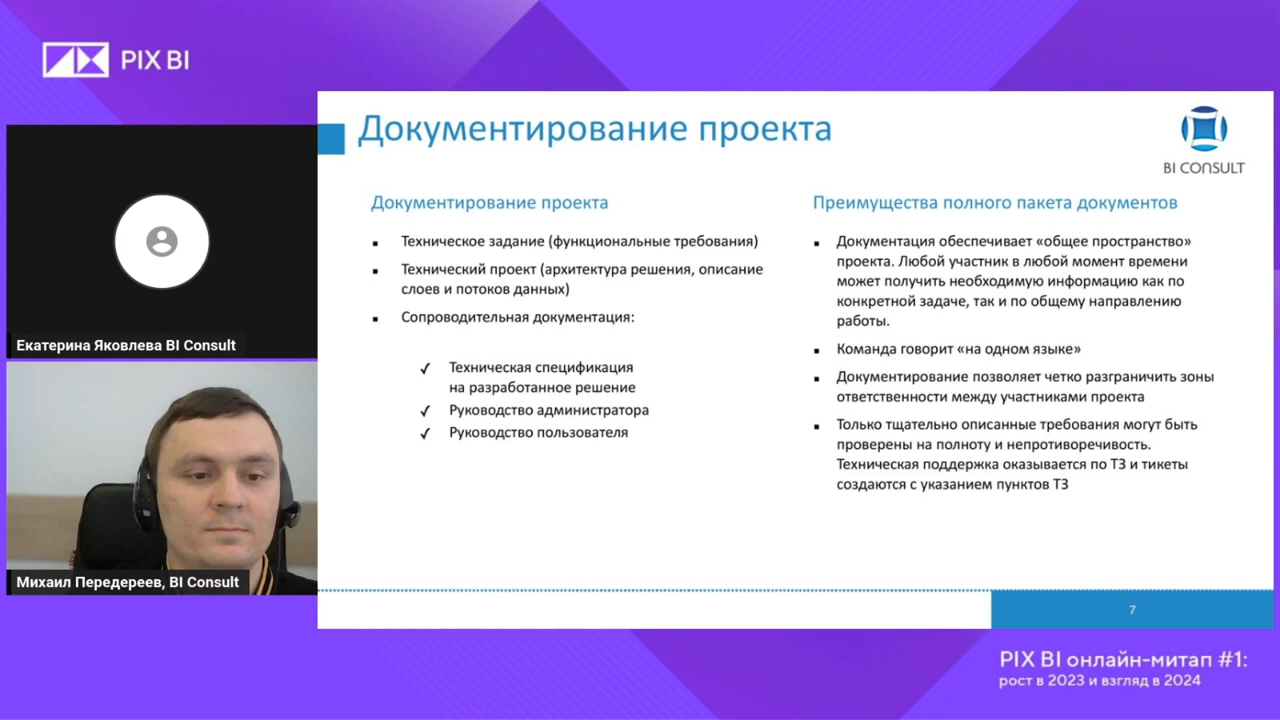 PIX BI
Документирование проекта
BI CONSULT
Документирование проекта
Техническое задание (функциональные требования)
Технический проект (архитектура решения, описание
слоев и потоков данных)
Сопроводительная документация:
Техническая спецификация
на разработанное решение
Руководство администратора
Руководство пользователя
Преимущества полного пакета документов
Документация обеспечивает «общее пространство»
проекта. Любой участник в любой момент времени
может получить необходимую информацию как по
конкретной задаче, так и по общему направлению
работы.
Команда говорит «на одном языке»
Документирование позволяет четко разграничить зоны
ответственности между участниками проекта
Только тщательно описанные требования могут быть
проверены на полноту и непротиворечивость.
Техническая поддержка оказывается по ТЗ и тикеты
создаются с указанием пунктов ТЗ
Екатерина Яковлева BI Consult
Михаил Передереев, BI Consult
7
PIX BI онлайн-митап #1:
рост в 2023 и взгляд в 2024